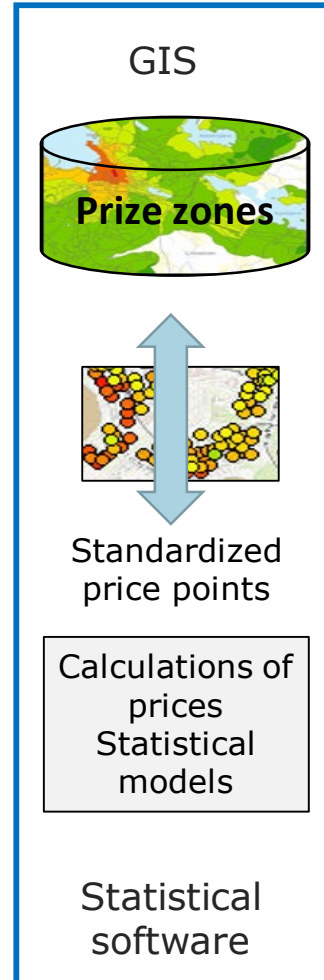 GIS
Prize zones
Standardized
price points
Calculations of
prices
Statistical
models
Statistical
software